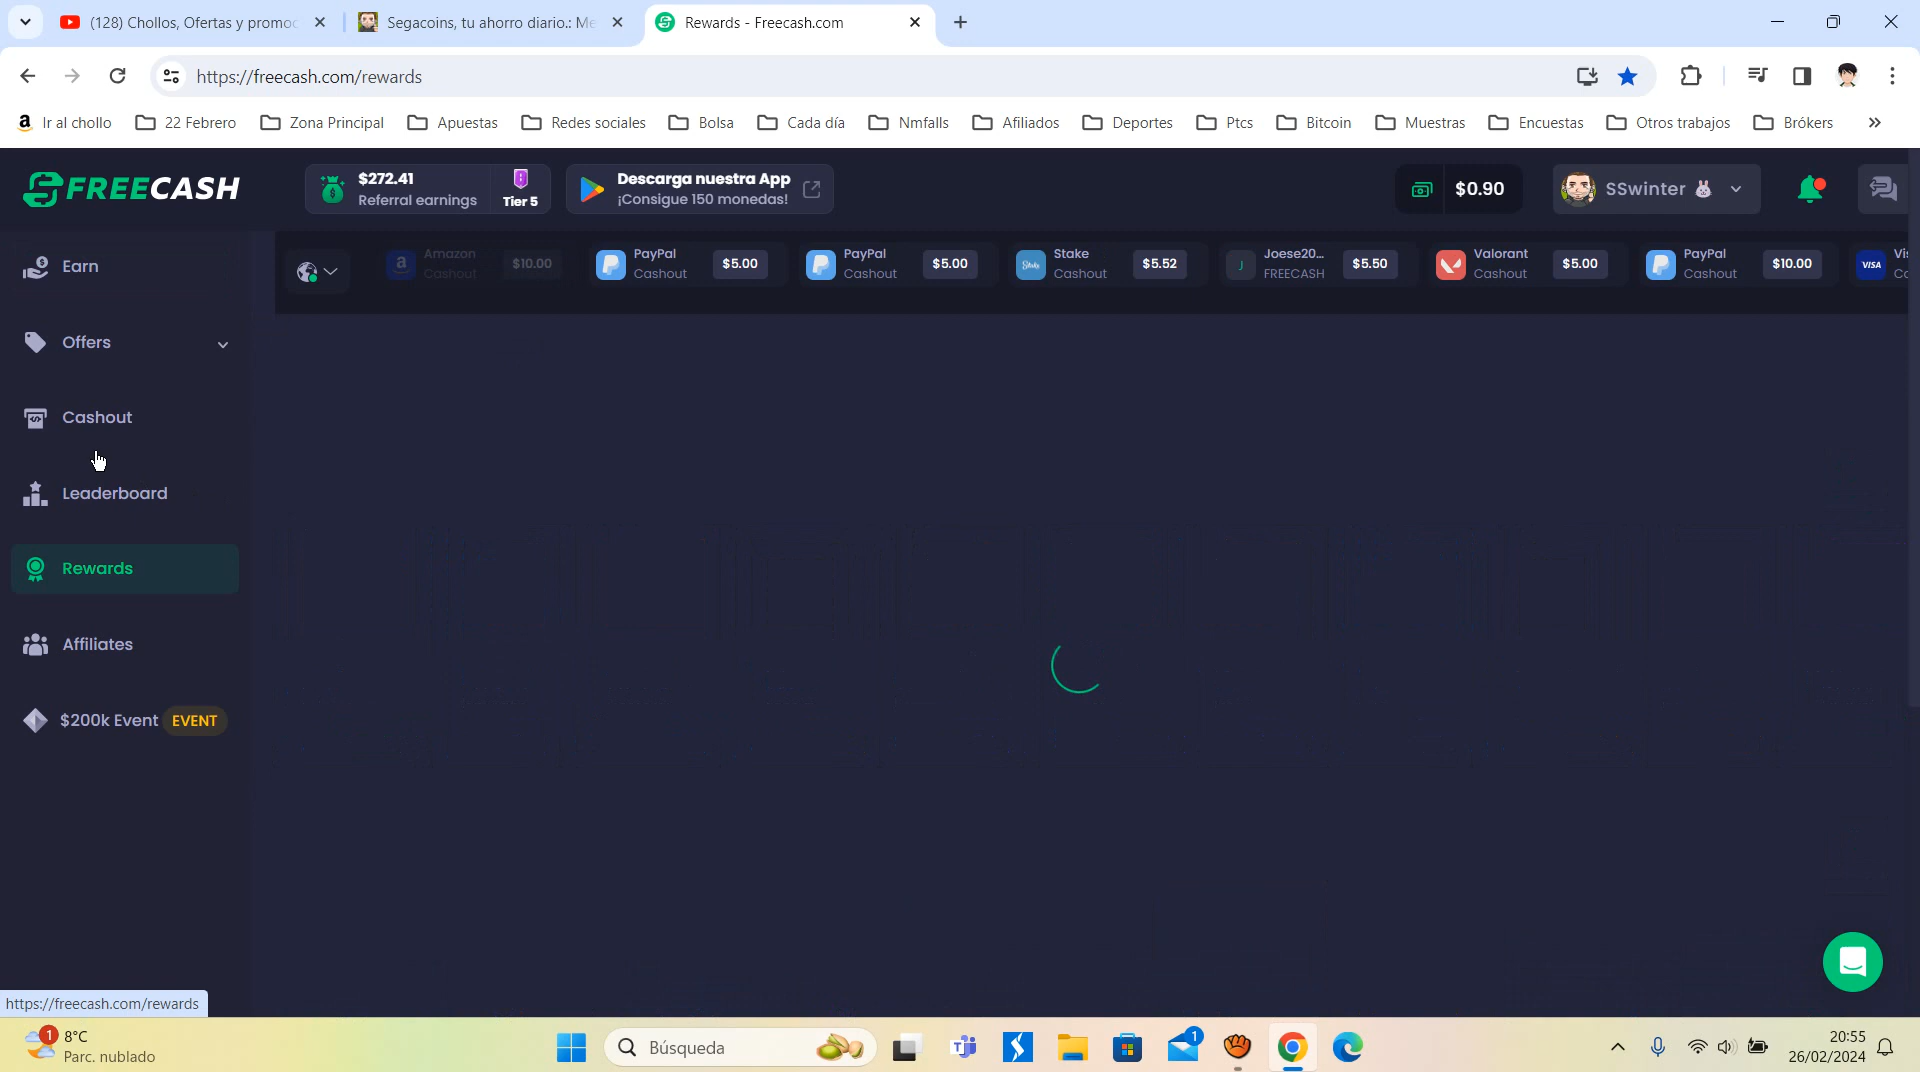 (128) Chollos, Ofertas y promoc
Segacoins, tu ahorro diario.: Me
Rewards - Freecash.com
https://freecash.com/rewards
Ir al chollo
22 Febrero
Zona Principal
Apuestas
Redes sociales
Bolsa
Cada día
Nmfalls
Afiliados
Deportes
Ptcs
Bitcoin
Muestras
Encuestas
Otros trabajos
Brókers
»
FREECASH
$272.41
Referral earnings
Tier 5
Descarga nuestra App
¡Consigue 150 monedas!
$0.90
SSwinter
Amazon
Cashout
$10.00
PayPal
Cashout
$5.00
PayPal
Cashout
$5.00
Stake
Cashout
$5.52
Joese20...
FREECASH
$5.50
Valorant
Cashout
$5.00
PayPal
Cashout
$10.00
VISA
Vis
Co
Earn
Offers
Cashout
Leaderboard
Rewards
Affiliates
$200k Event EVENT
https://freecash.com/rewards
1
8°C
Parc. nublado
Búsqueda
1
20:55
26/02/2024